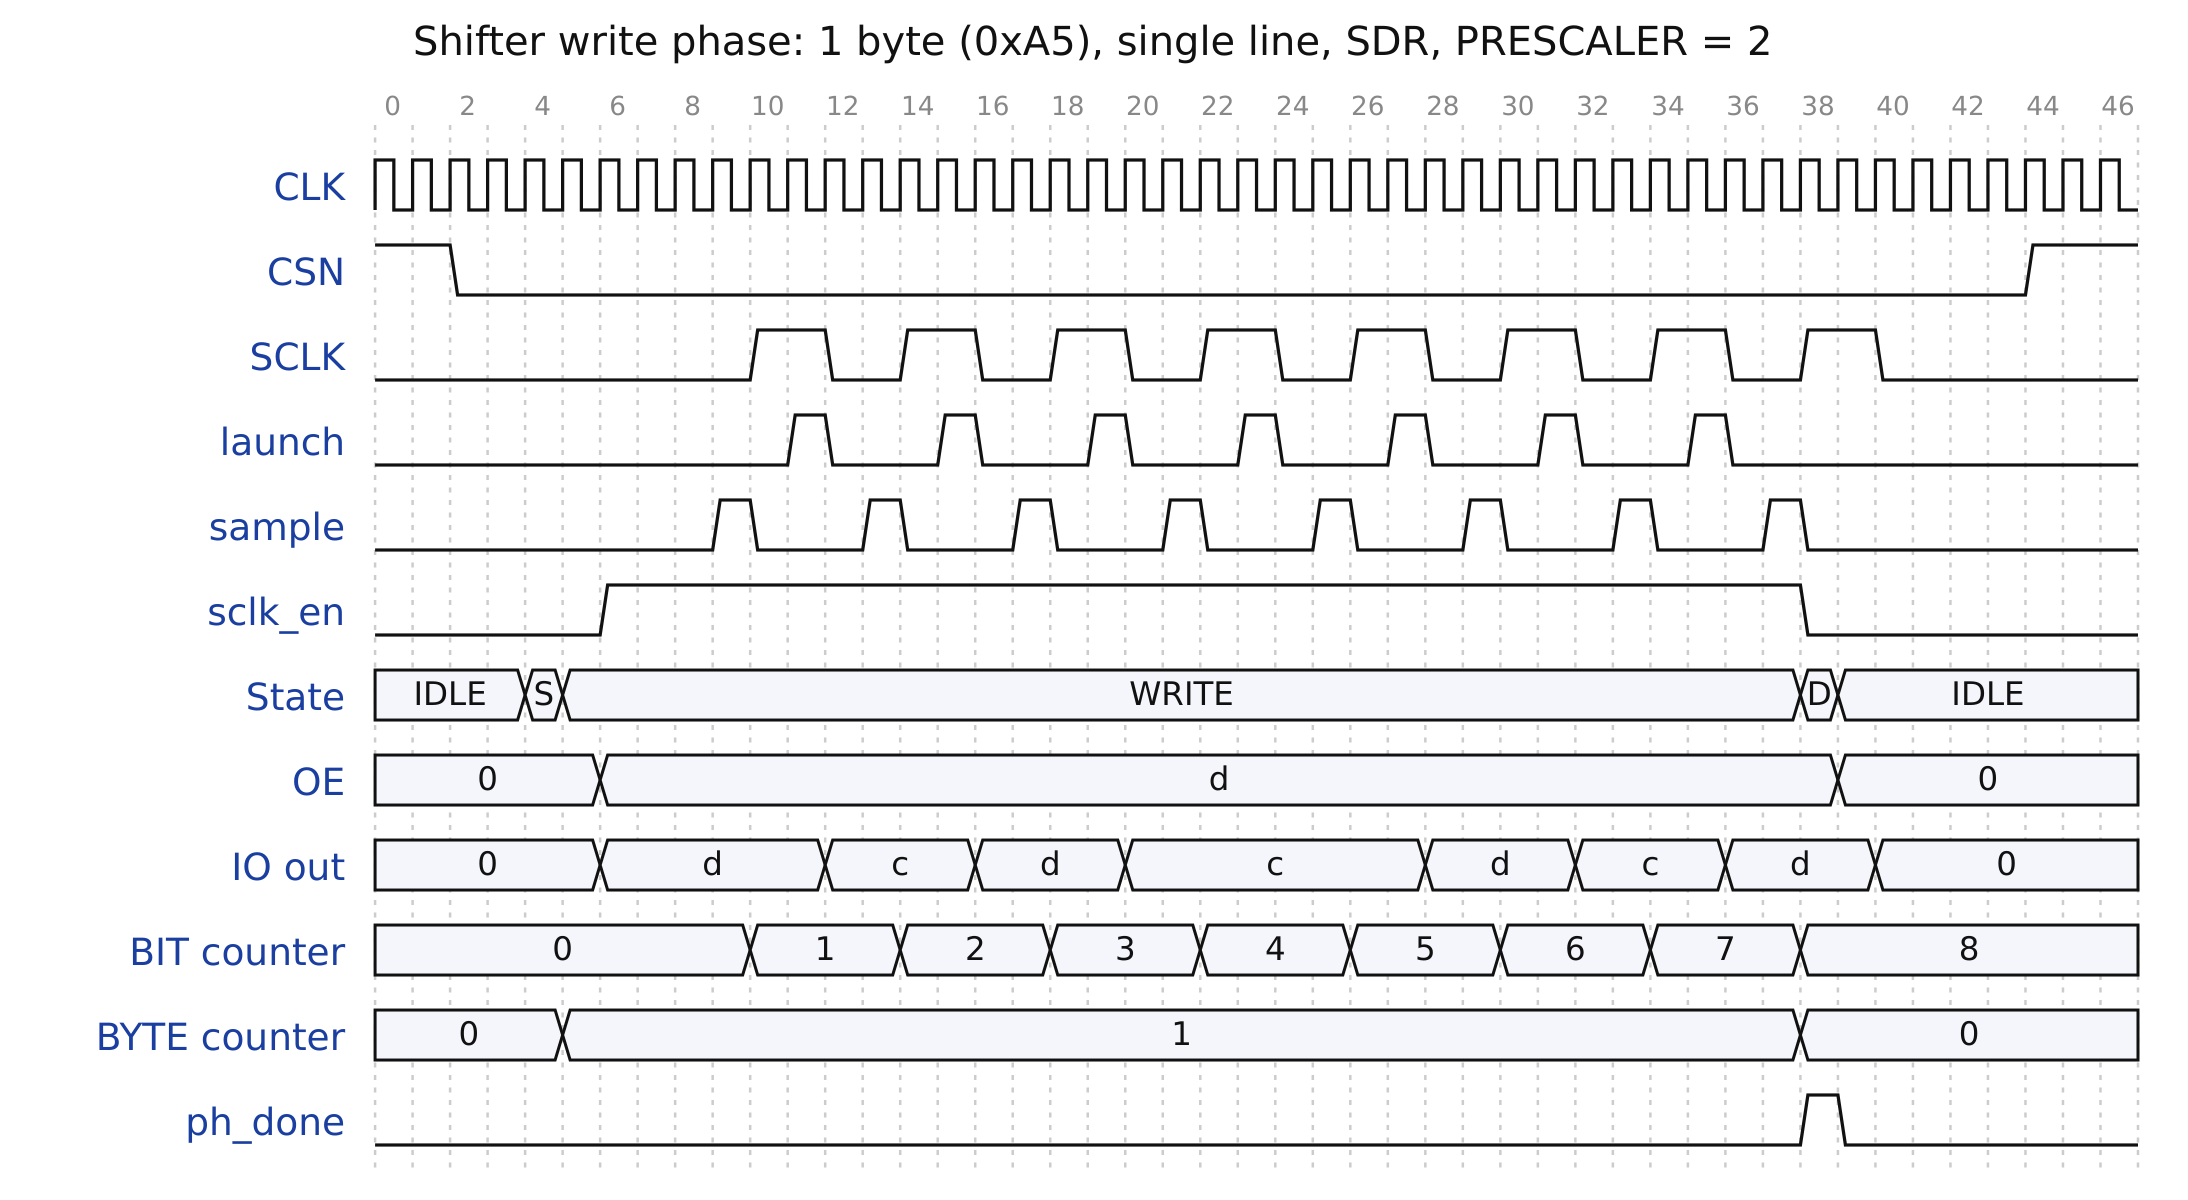 Shifter write phase: 1 byte (0xA5), single line, SDR, PRESCALER = 2
0 2 4 6 8 10 12 14 16 18 20 22 24 26 28 30 32 34 36 38 40 42 44 46
CLK
CSN
SCLK
launch
sample
sclk_en
State IDLE S WRITE D IDLE
OE 0 d 0
IO out 0 d c d c d c d 0
BIT counter 0 1 2 3 4 5 6 7 8
BYTE counter 0 1 0
ph_done